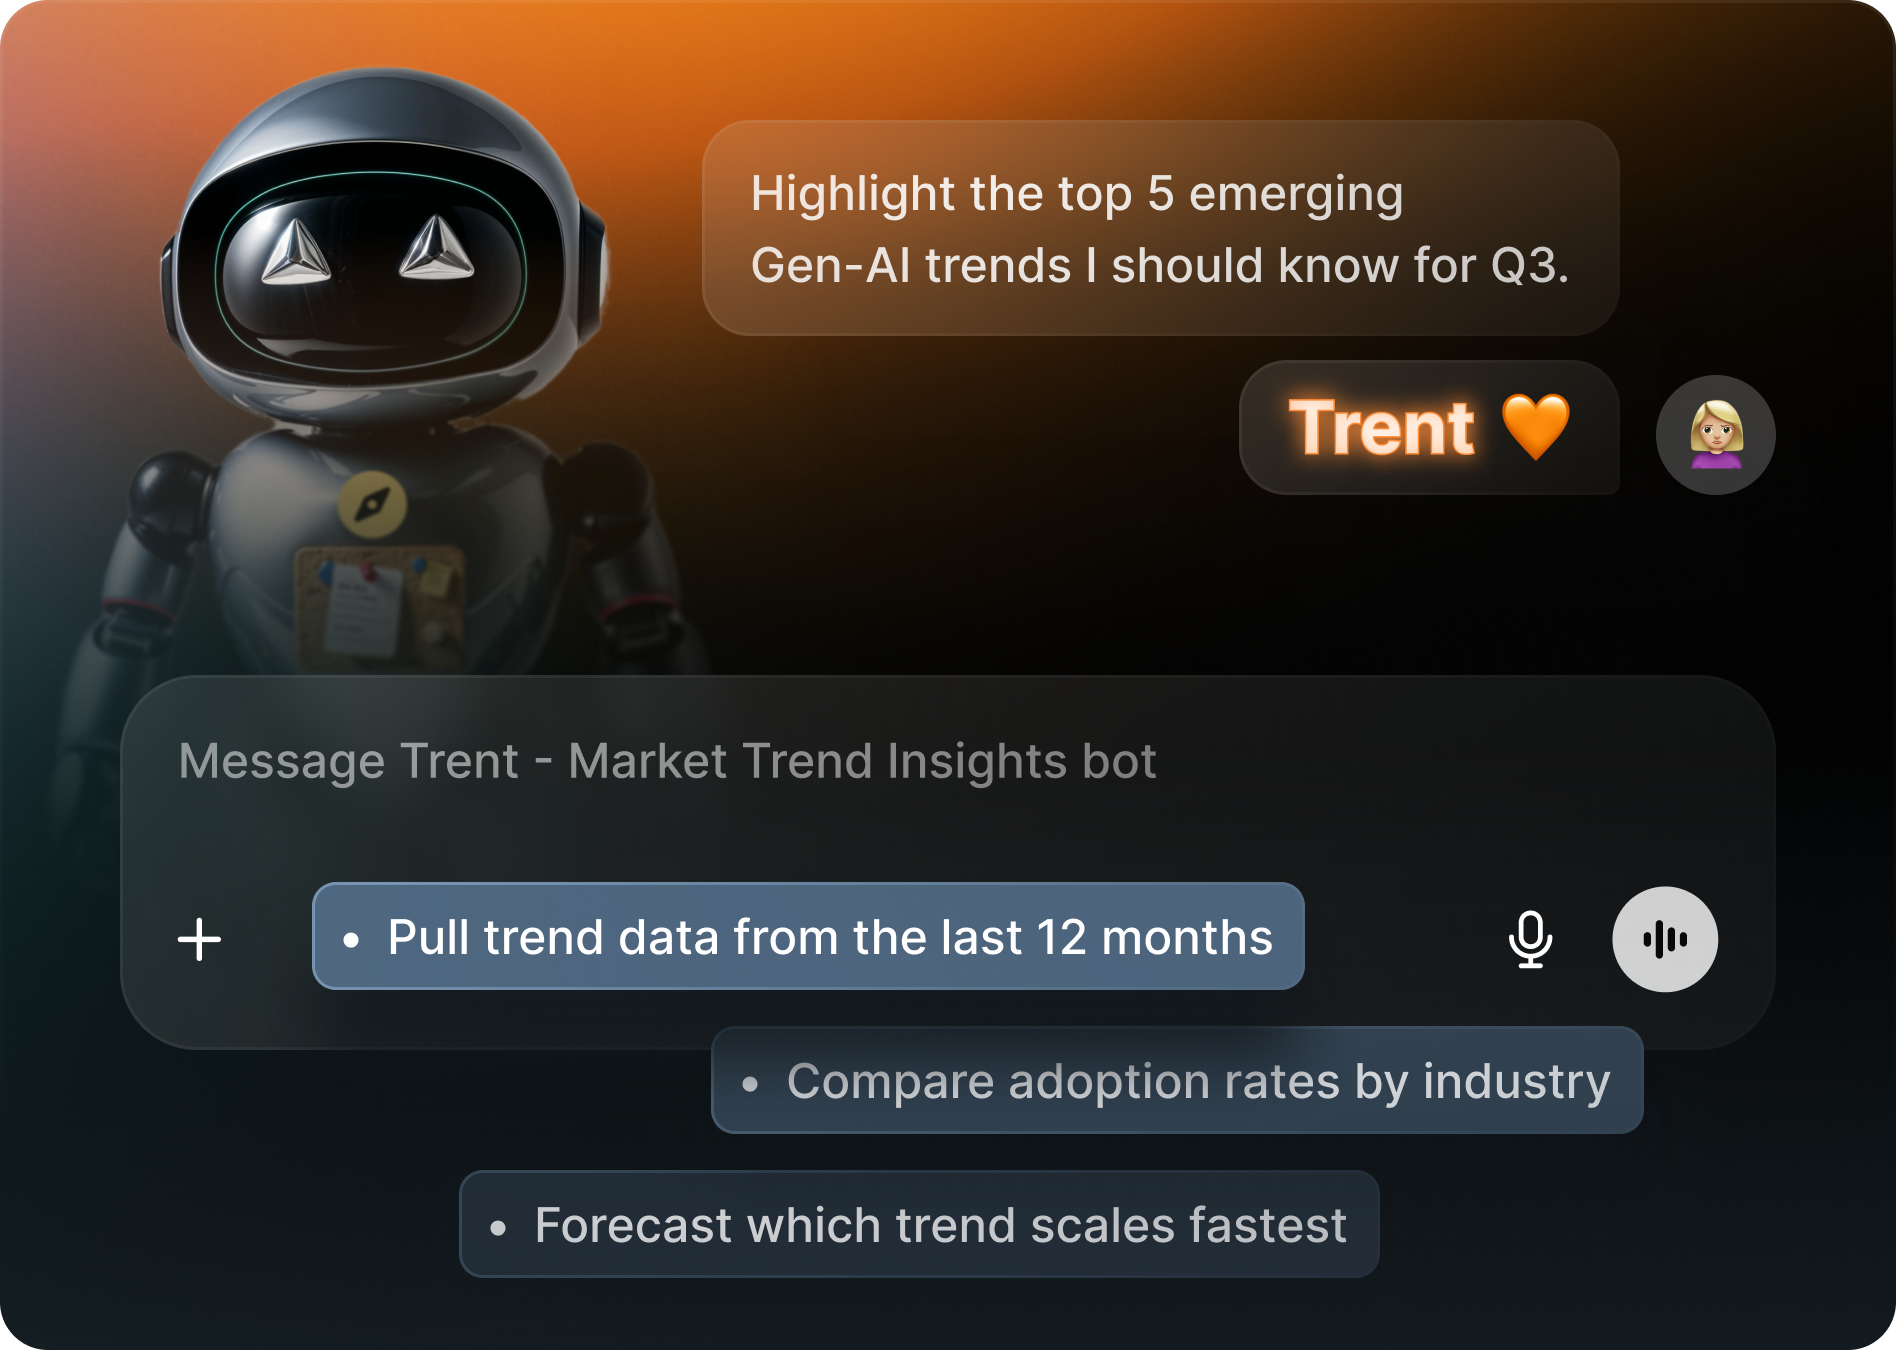 Highlight the top 5 emerging
Gen-AI trends I should know for Q3.
Trent 🧡
Message Trent - Market Trend Insights bot
• Pull trend data from the last 12 months
• Compare adoption rates by industry
• Forecast which trend scales fastest